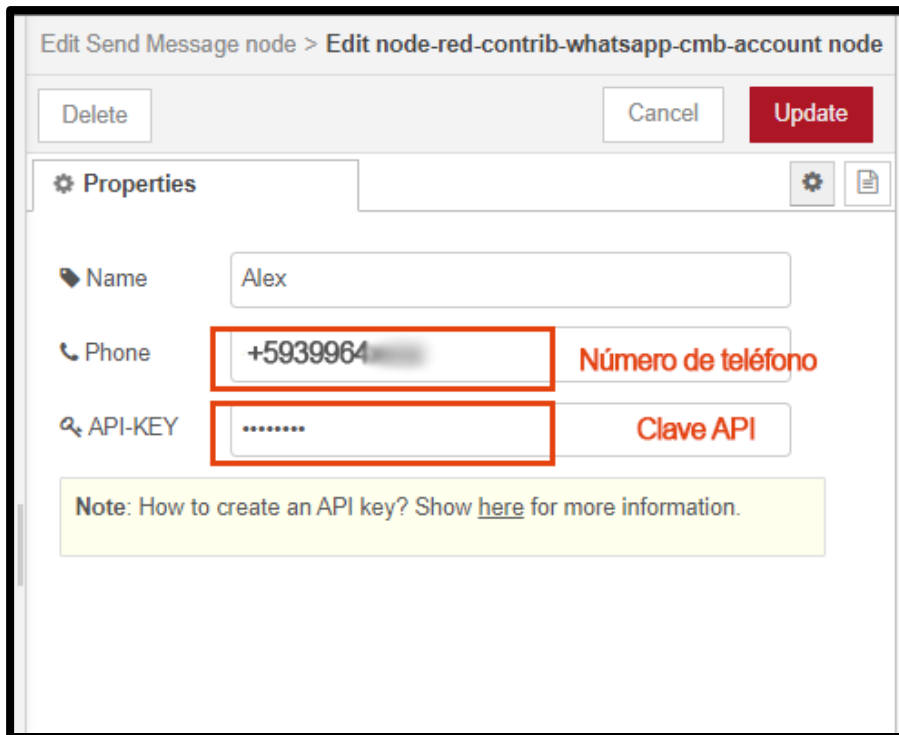 Edit Send Message node > Edit node-red-contrib-whatsapp-cmb-account node
Delete Cancel Update
Properties
Name Alex
Phone +5939964 Número de teléfono
API-KEY •••••••• Clave API
Note: How to create an API key? Show here for more information.